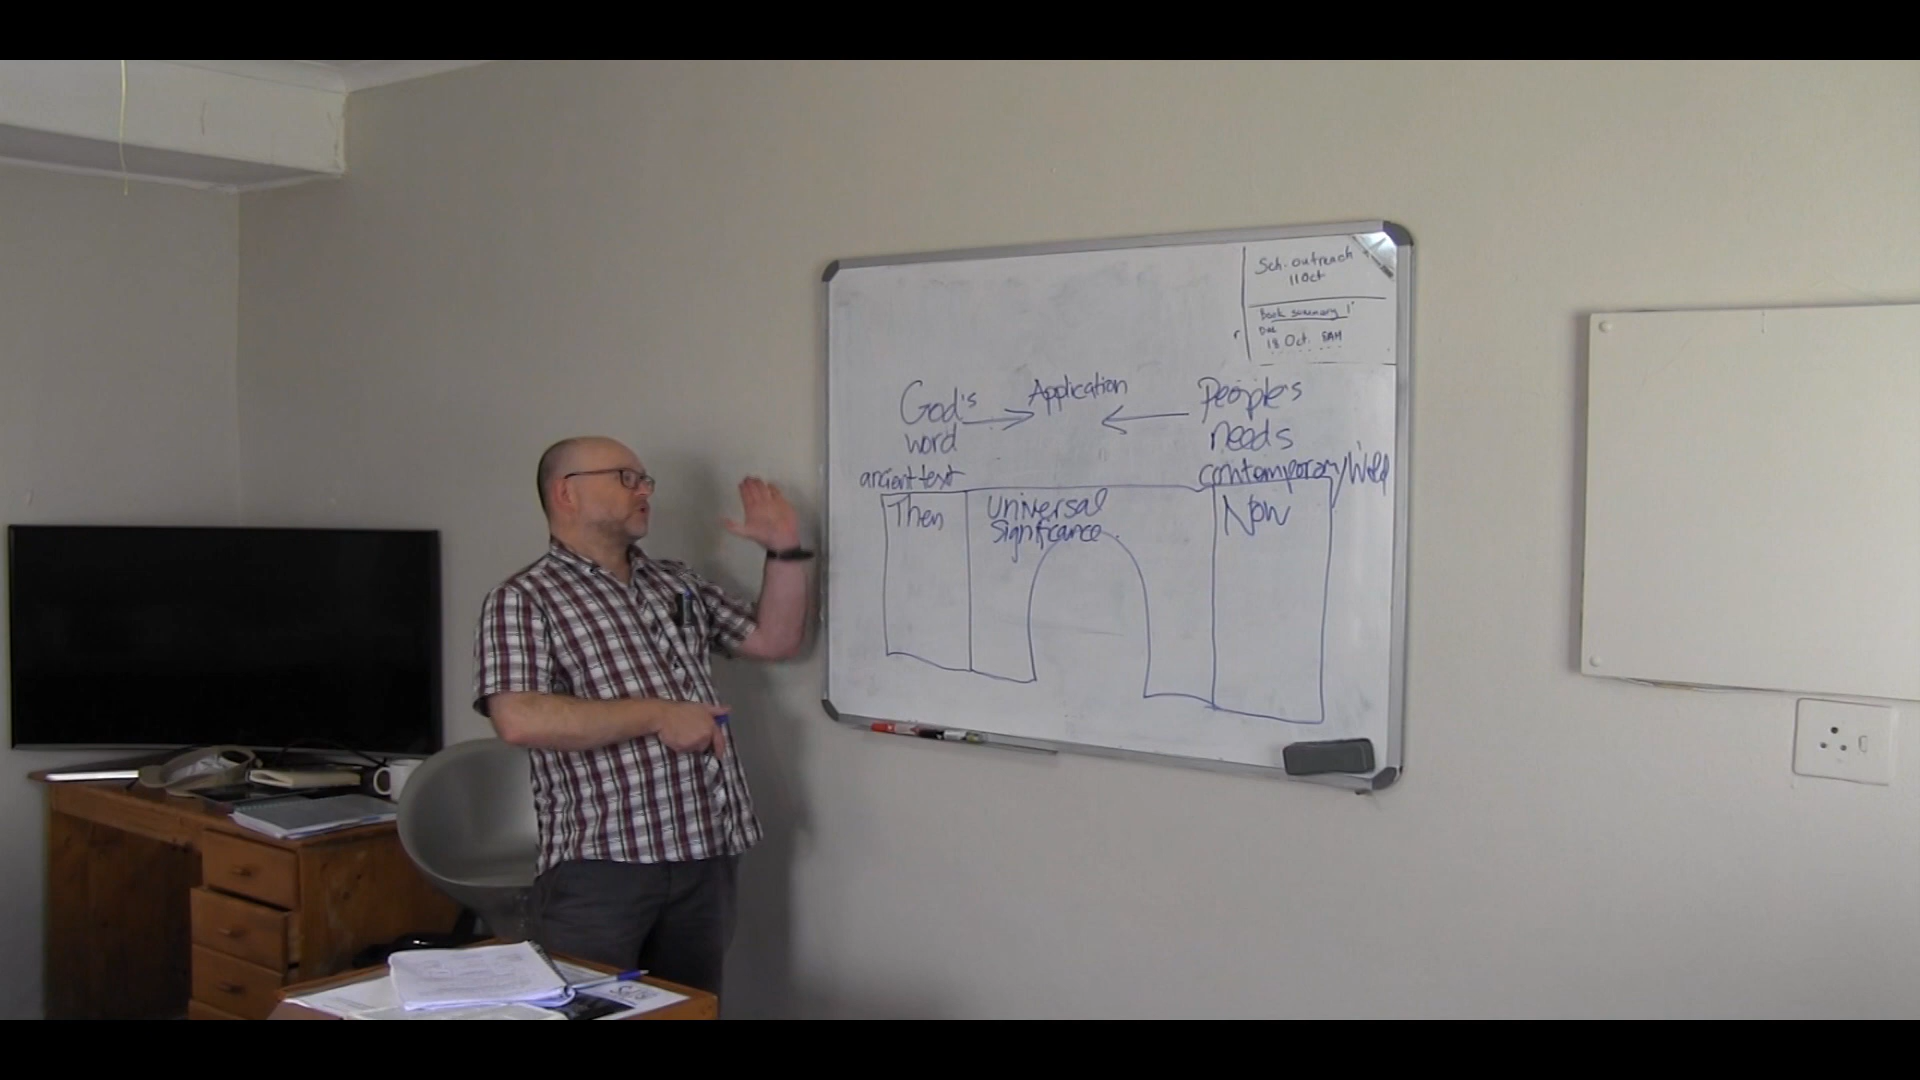 Sch. outreach
11 Oct
Book summary 1
Due
18 Oct 8AM
God's
word
Application
People's
needs
ancient text
contemporary/World
Then
Universal
Significance
Now